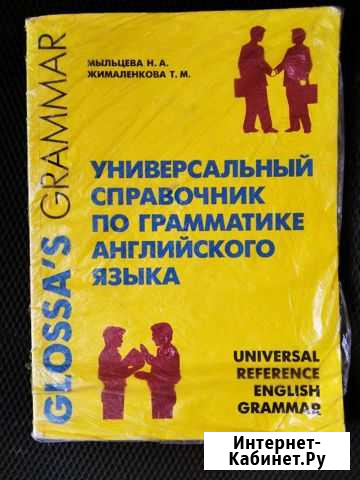 МЫЛЬЦЕВА Н. А.
ЖИМАЛЕНКОВА Т. М.
GLOSSA'S GRAMMAR
УНИВЕРСАЛЬНЫЙ
СПРАВОЧНИК
ПО ГРАММАТИКЕ
АНГЛИЙСКОГО
ЯЗЫКА
UNIVERSAL
REFERENCE
ENGLISH
GRAMMAR
Интернет-
Кабинет.Ру